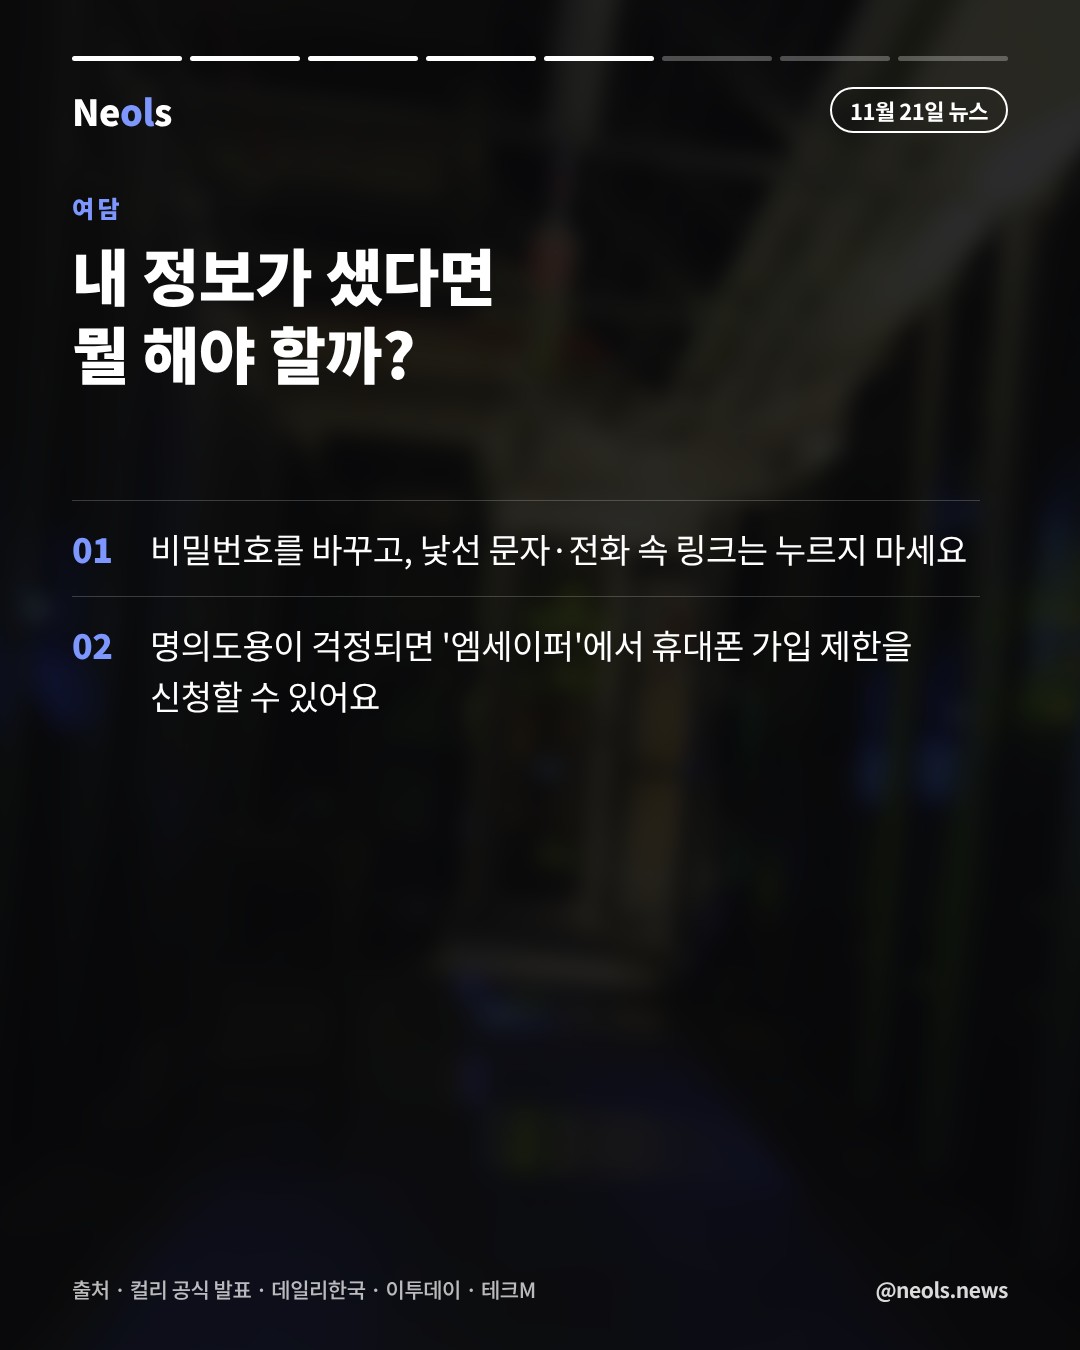 Neols
11월 21일 뉴스
여담
내 정보가 샜다면
뭘 해야 할까?
01 비밀번호를 바꾸고, 낯선 문자·전화 속 링크는 누르지 마세요
02 명의도용이 걱정되면 '엠세이퍼'에서 휴대폰 가입 제한을
신청할 수 있어요
출처 · 컬리 공식 발표 · 데일리한국 · 이투데이 · 테크M
@neols.news